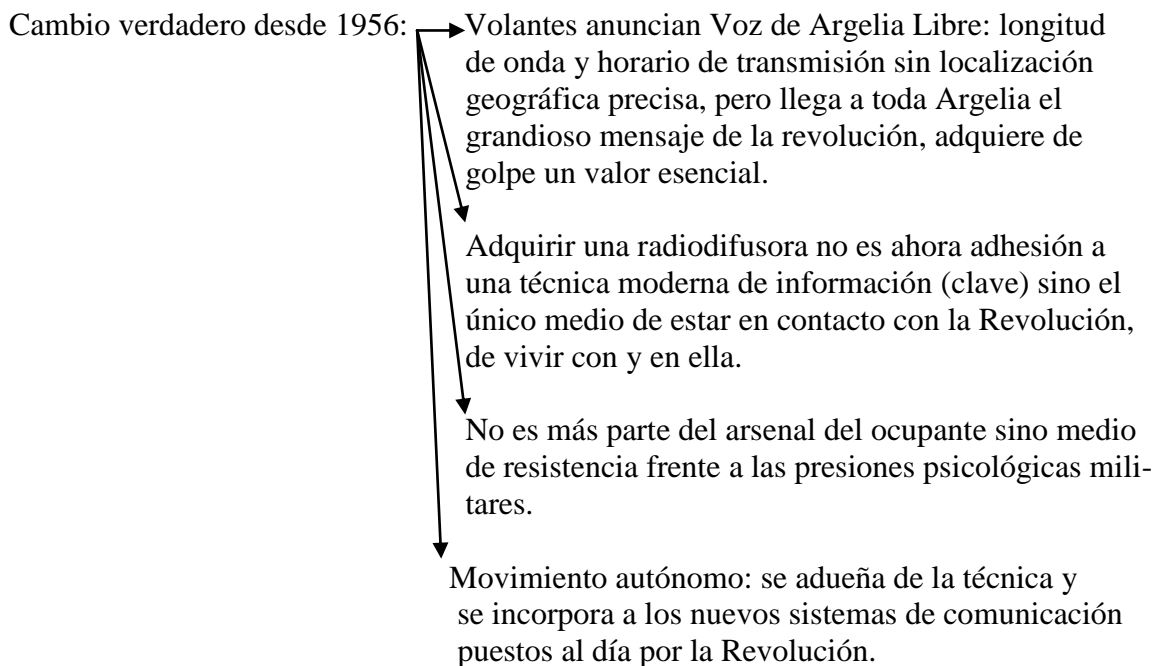 Cambio verdadero desde 1956: Volantes anuncian Voz de Argelia Libre: longitud
de onda y horario de transmisión sin localización
geográfica precisa, pero llega a toda Argelia el
grandioso mensaje de la revolución, adquiere de
golpe un valor esencial.
Adquirir una radiodifusora no es ahora adhesión a
una técnica moderna de información (clave) sino el
único medio de estar en contacto con la Revolución,
de vivir con y en ella.
No es más parte del arsenal del ocupante sino medio
de resistencia frente a las presiones psicológicas mili-
tares.
Movimiento autónomo: se adueña de la técnica y
se incorpora a los nuevos sistemas de comunicación
puestos al día por la Revolución.